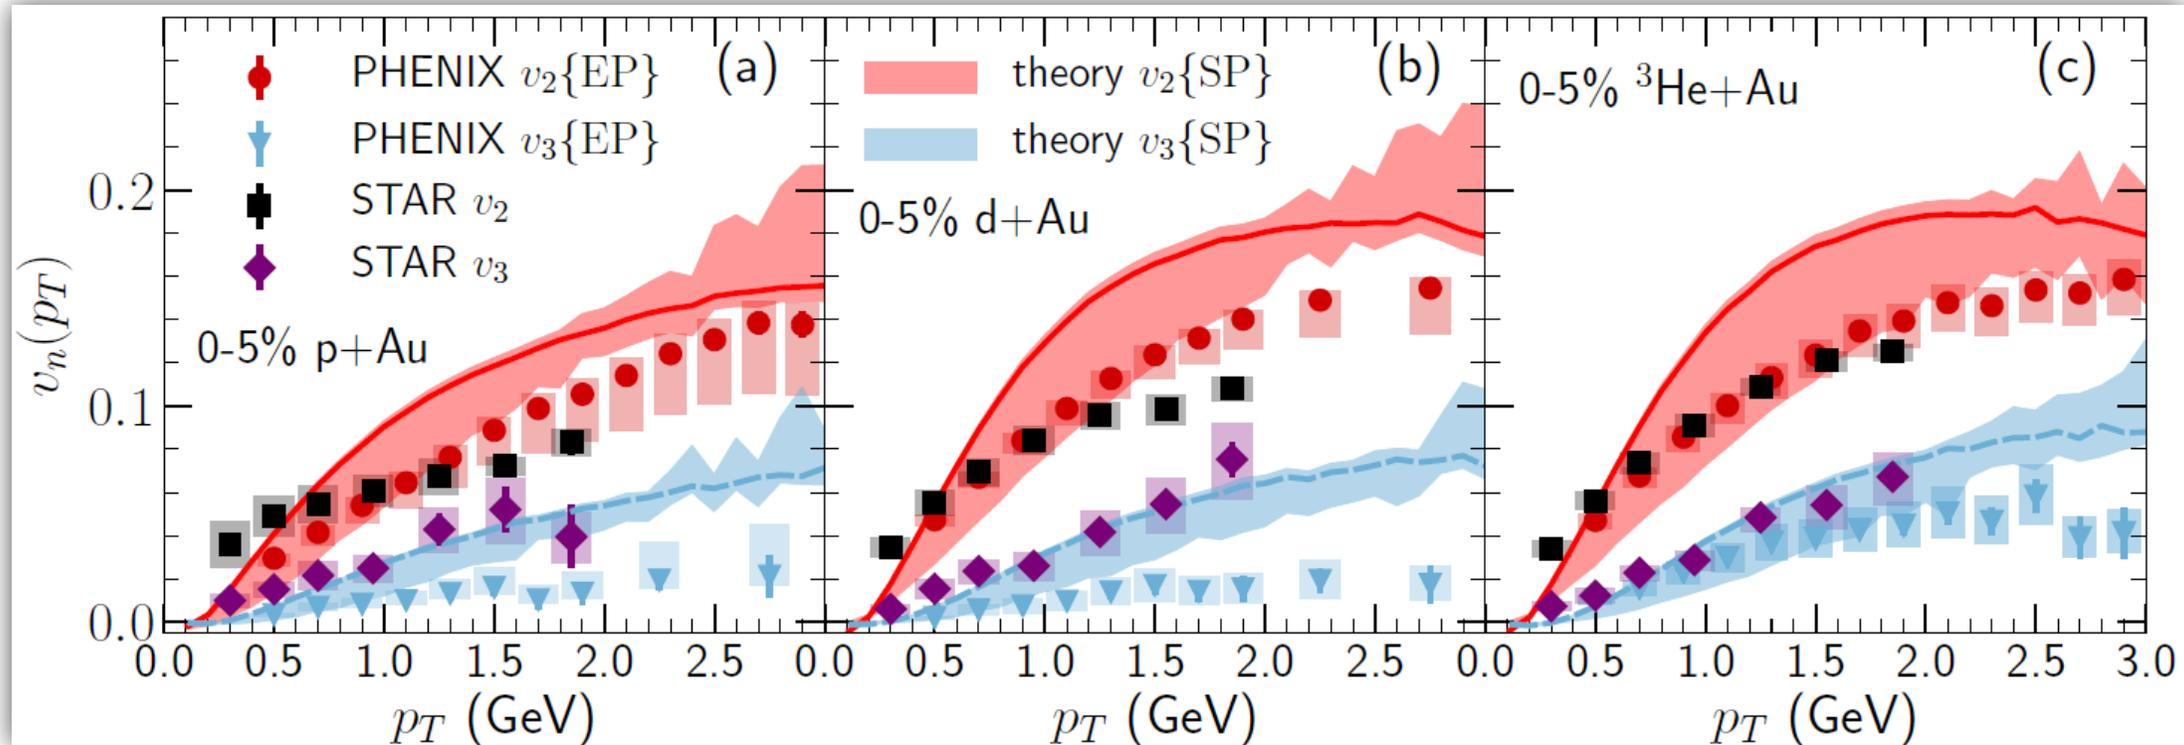 PHENIX v₂{EP}
PHENIX v₃{EP}
STAR v₂
STAR v₃
(a)
0-5% p+Au
theory v₂{SP}
theory v₃{SP}
(b)
0-5% d+Au
0-5% ³He+Au
(c)
vₙ(p_T)
0.2
0.1
0.0
0.0 0.5 1.0 1.5 2.0 2.5 0.0 0.5 1.0 1.5 2.0 2.5 0.0 0.5 1.0 1.5 2.0 2.5 3.0
p_T (GeV) p_T (GeV) p_T (GeV)